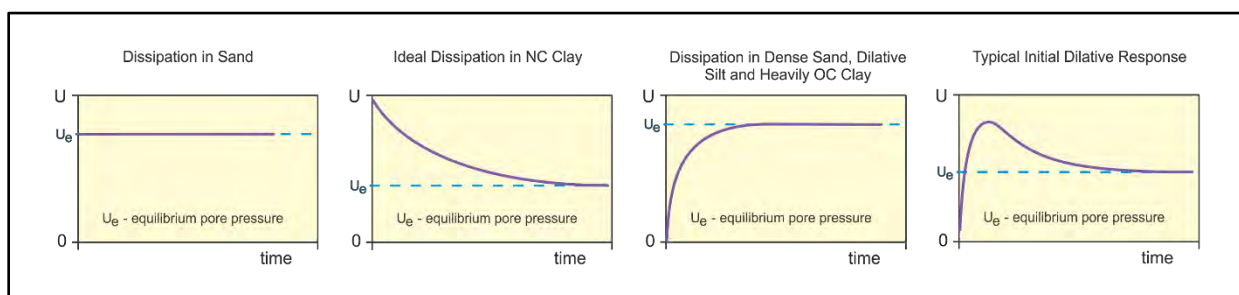 Dissipation in Sand
U
Ue
Ue - equilibrium pore pressure
0
time
Ideal Dissipation in NC Clay
U
Ue
Ue - equilibrium pore pressure
0
time
Dissipation in Dense Sand, Dilative
Silt and Heavily OC Clay
U
Ue
Ue - equilibrium pore pressure
0
time
Typical Initial Dilative Response
U
Ue
Ue - equilibrium pore pressure
0
time